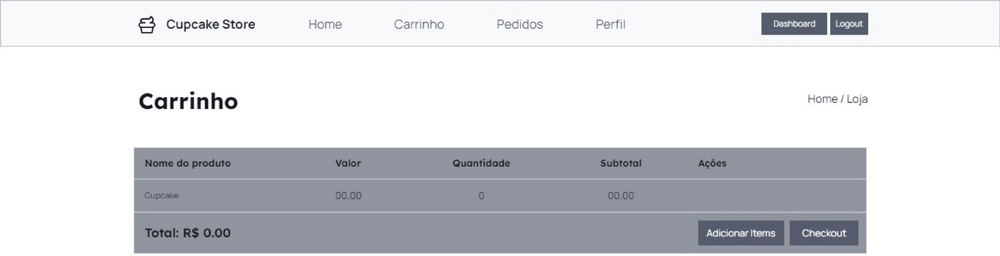 Cupcake Store Home Carrinho Pedidos Perfil Dashboard Logout
Carrinho
Home / Loja
Nome do produto Valor Quantidade Subtotal Ações
Cupcake 00,00 0 00,00
Total: R$ 0.00 Adicionar Items Checkout